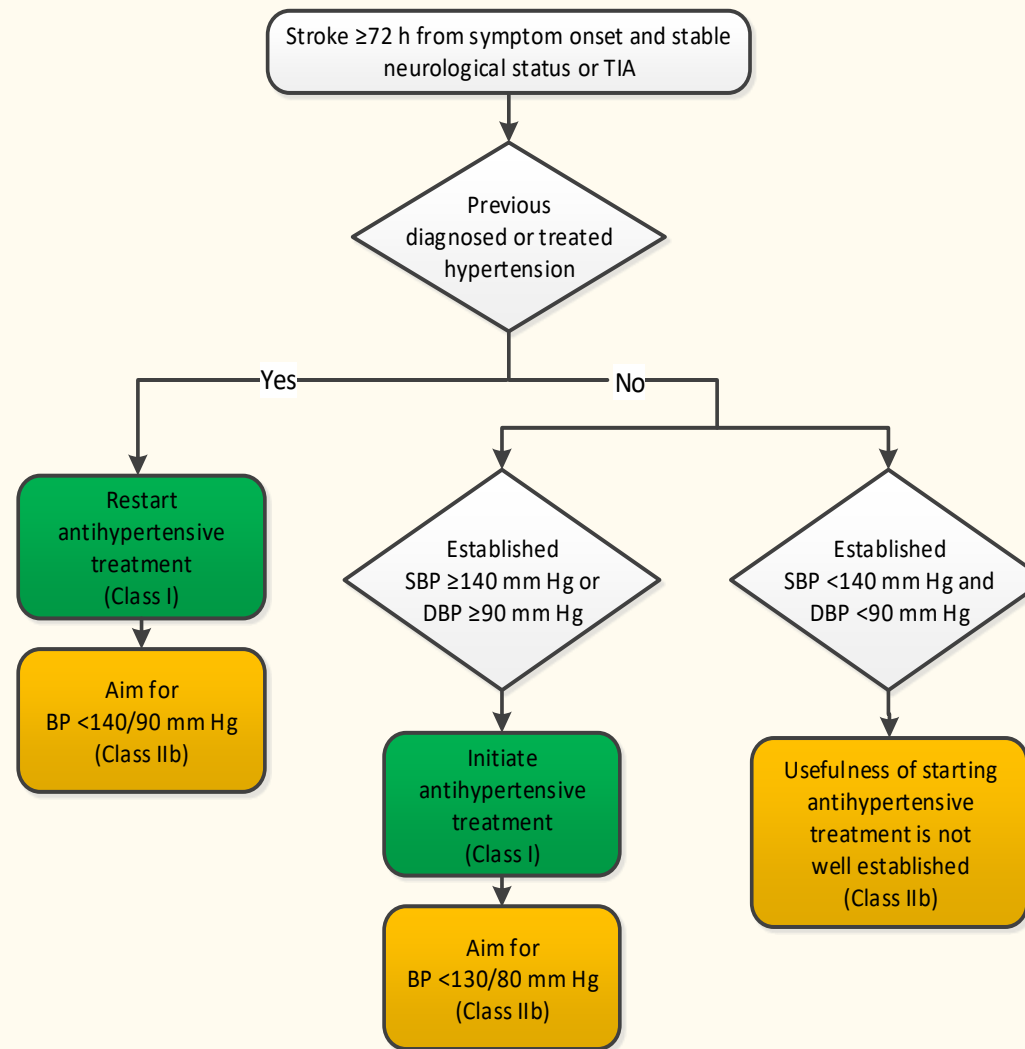 Stroke ≥72 h from symptom onset and stable
neurological status or TIA
Previous
diagnosed or treated
hypertension
Yes
No
Restart
antihypertensive
treatment
(Class I)
Aim for
BP <140/90 mm Hg
(Class IIb)
Established
SBP ≥140 mm Hg or
DBP ≥90 mm Hg
Initiate
antihypertensive
treatment
(Class I)
Aim for
BP <130/80 mm Hg
(Class IIb)
Established
SBP <140 mm Hg and
DBP <90 mm Hg
Usefulness of starting
antihypertensive
treatment is not
well established
(Class IIb)